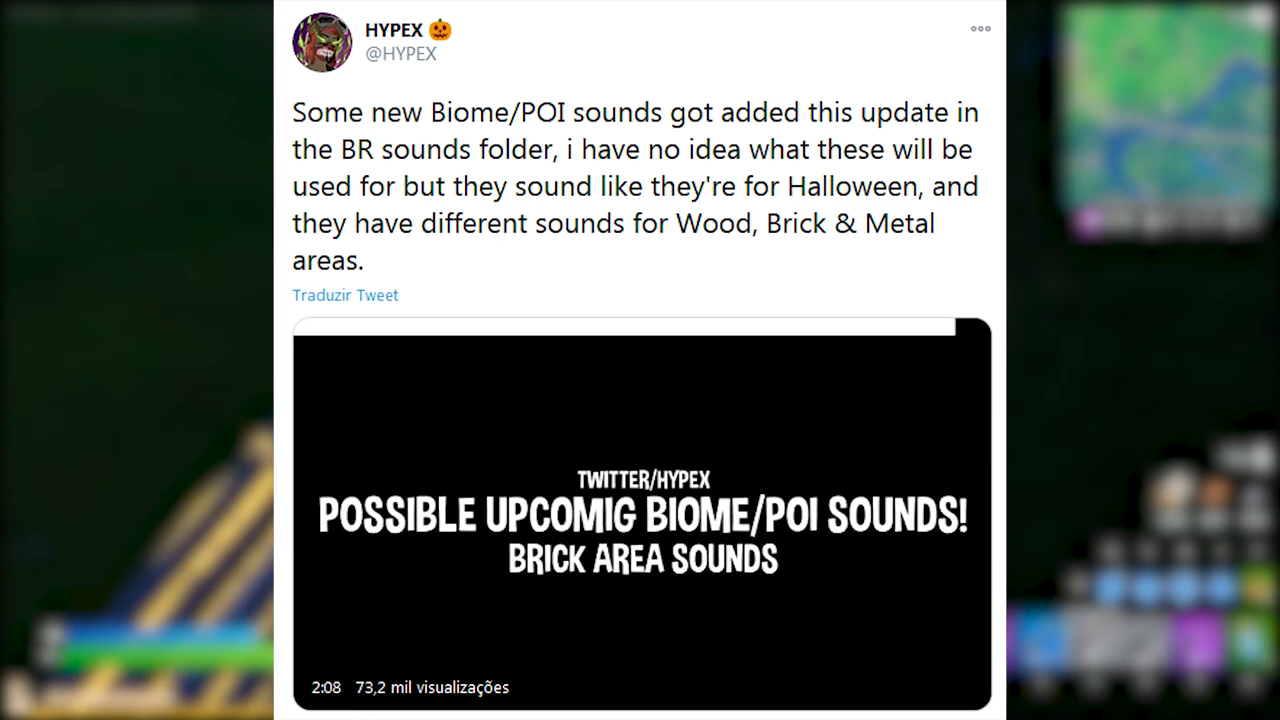 HYPEX 🎃
@HYPEX
Some new Biome/POI sounds got added this update in
the BR sounds folder, i have no idea what these will be
used for but they sound like they're for Halloween, and
they have different sounds for Wood, Brick & Metal
areas.
Traduzir Tweet
TWITTER/HYPEX
POSSIBLE UPCOMIG BIOME/POI SOUNDS!
BRICK AREA SOUNDS
2:08 73,2 mil visualizações